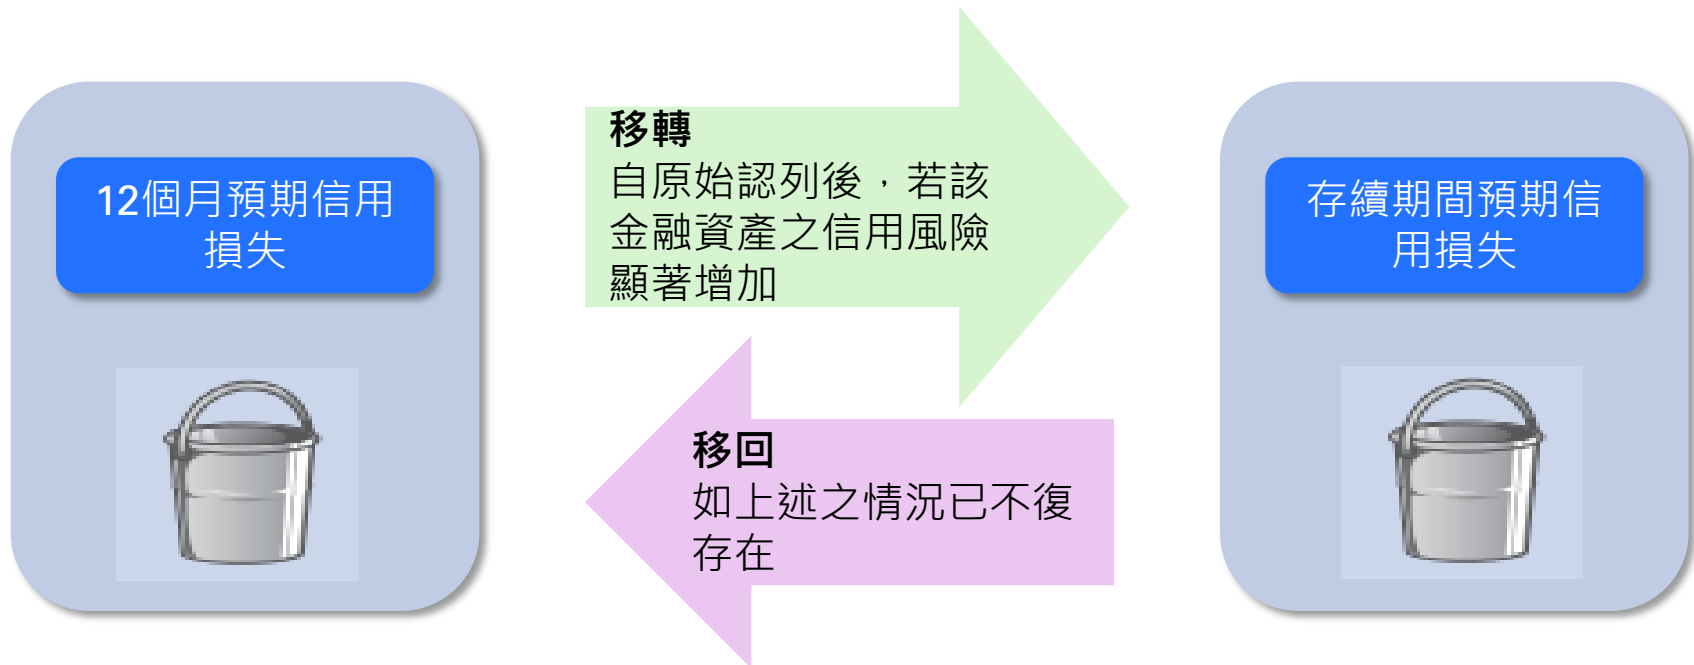 12個月預期信用
損失
移轉
自原始認列後，若該
金融資產之信用風險
顯著增加
移回
如上述之情況已不復
存在
存續期間預期信
用損失